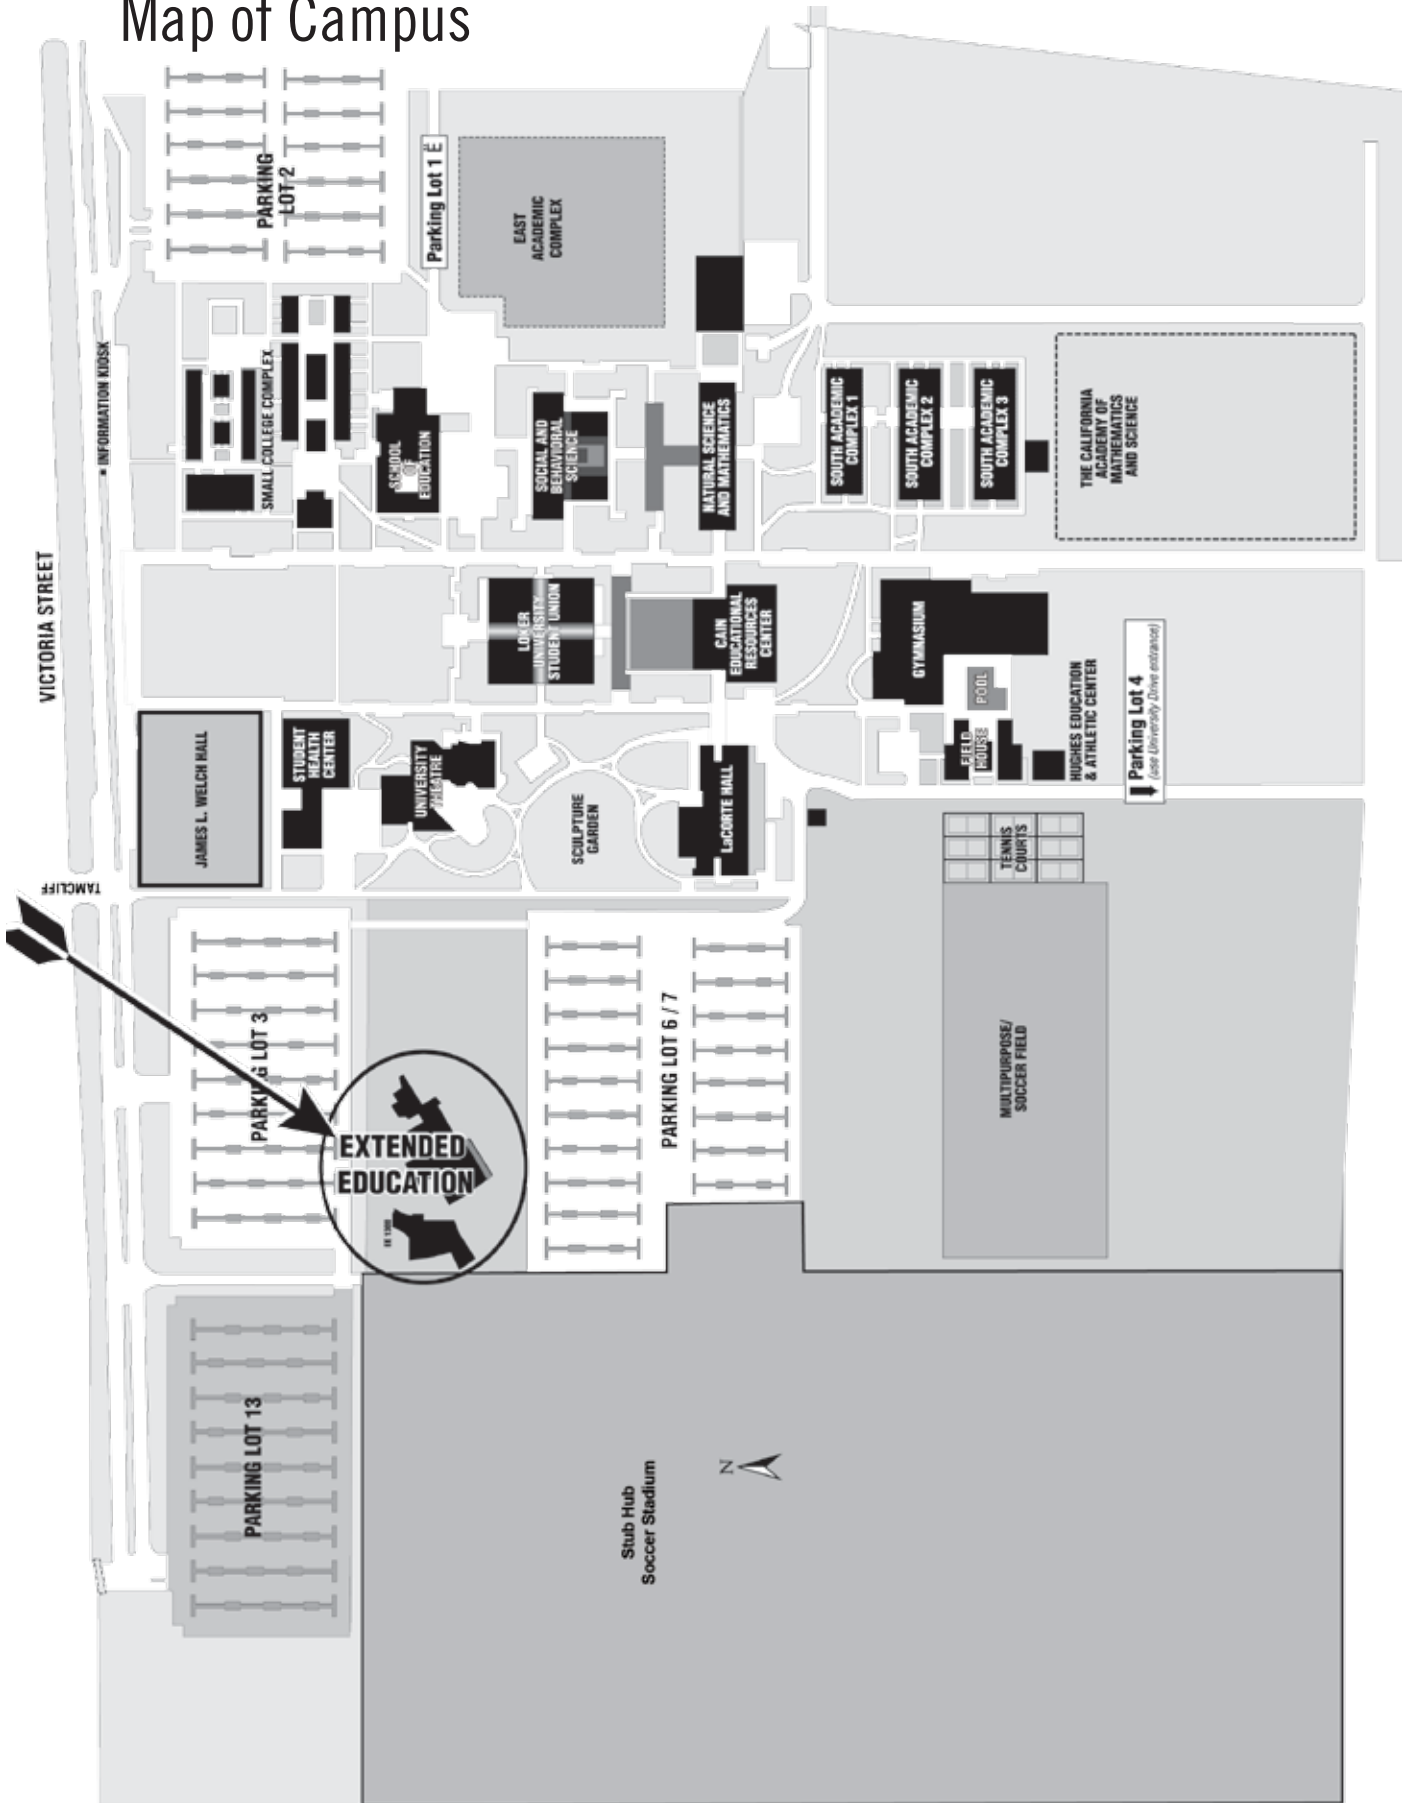 Map of Campus
PARKING
LOT 2
Parking Lot 1 E
EAST
ACADEMIC
COMPLEX
INFORMATION KIOSK
SMALL COLLEGE COMPLEX
SCHOOL
OF
EDUCATION
SOCIAL AND
BEHAVIORAL
SCIENCE
NATURAL SCIENCE
AND MATHEMATICS
SOUTH ACADEMIC
COMPLEX 1
SOUTH ACADEMIC
COMPLEX 2
SOUTH ACADEMIC
COMPLEX 3
THE CALIFORNIA
ACADEMY OF
MATHEMATICS
AND SCIENCE
VICTORIA STREET
LOKER
UNIVERSITY
STUDENT UNION
CAIN
EDUCATIONAL
RESOURCES
CENTER
GYMNASIUM
POOL
FIELD
HOUSE
HUGHES EDUCATION
& ATHLETIC CENTER
Parking Lot 4
(use University Drive entrance)
JAMES L. WELCH HALL
STUDENT
HEALTH
CENTER
UNIVERSITY
THEATRE
SCULPTURE
GARDEN
LaCORTE HALL
TENNIS
COURTS
TAMCLIFF
PARKING LOT 3
EXTENDED
EDUCATION
EE 1300
PARKING LOT 6 / 7
MULTIPURPOSE/
SOCCER FIELD
PARKING LOT 13
Stub Hub
Soccer Stadium
N